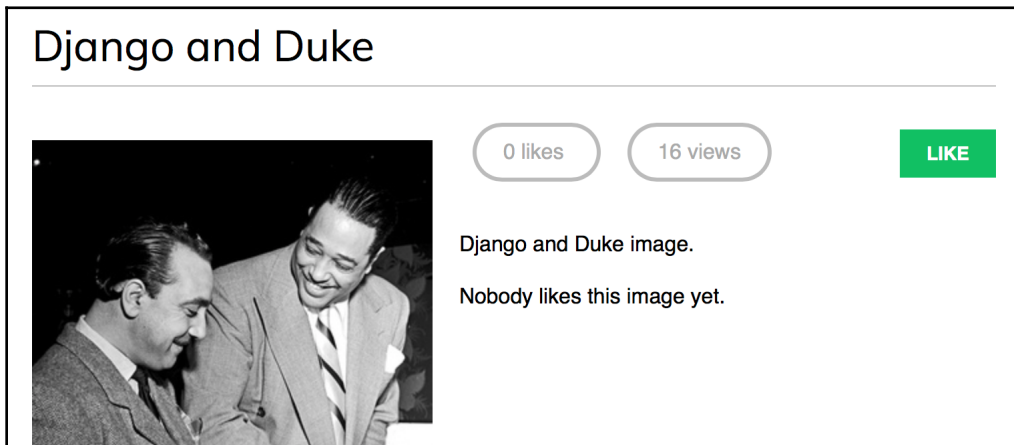 Django and Duke
0 likes
16 views
LIKE
Django and Duke image.
Nobody likes this image yet.